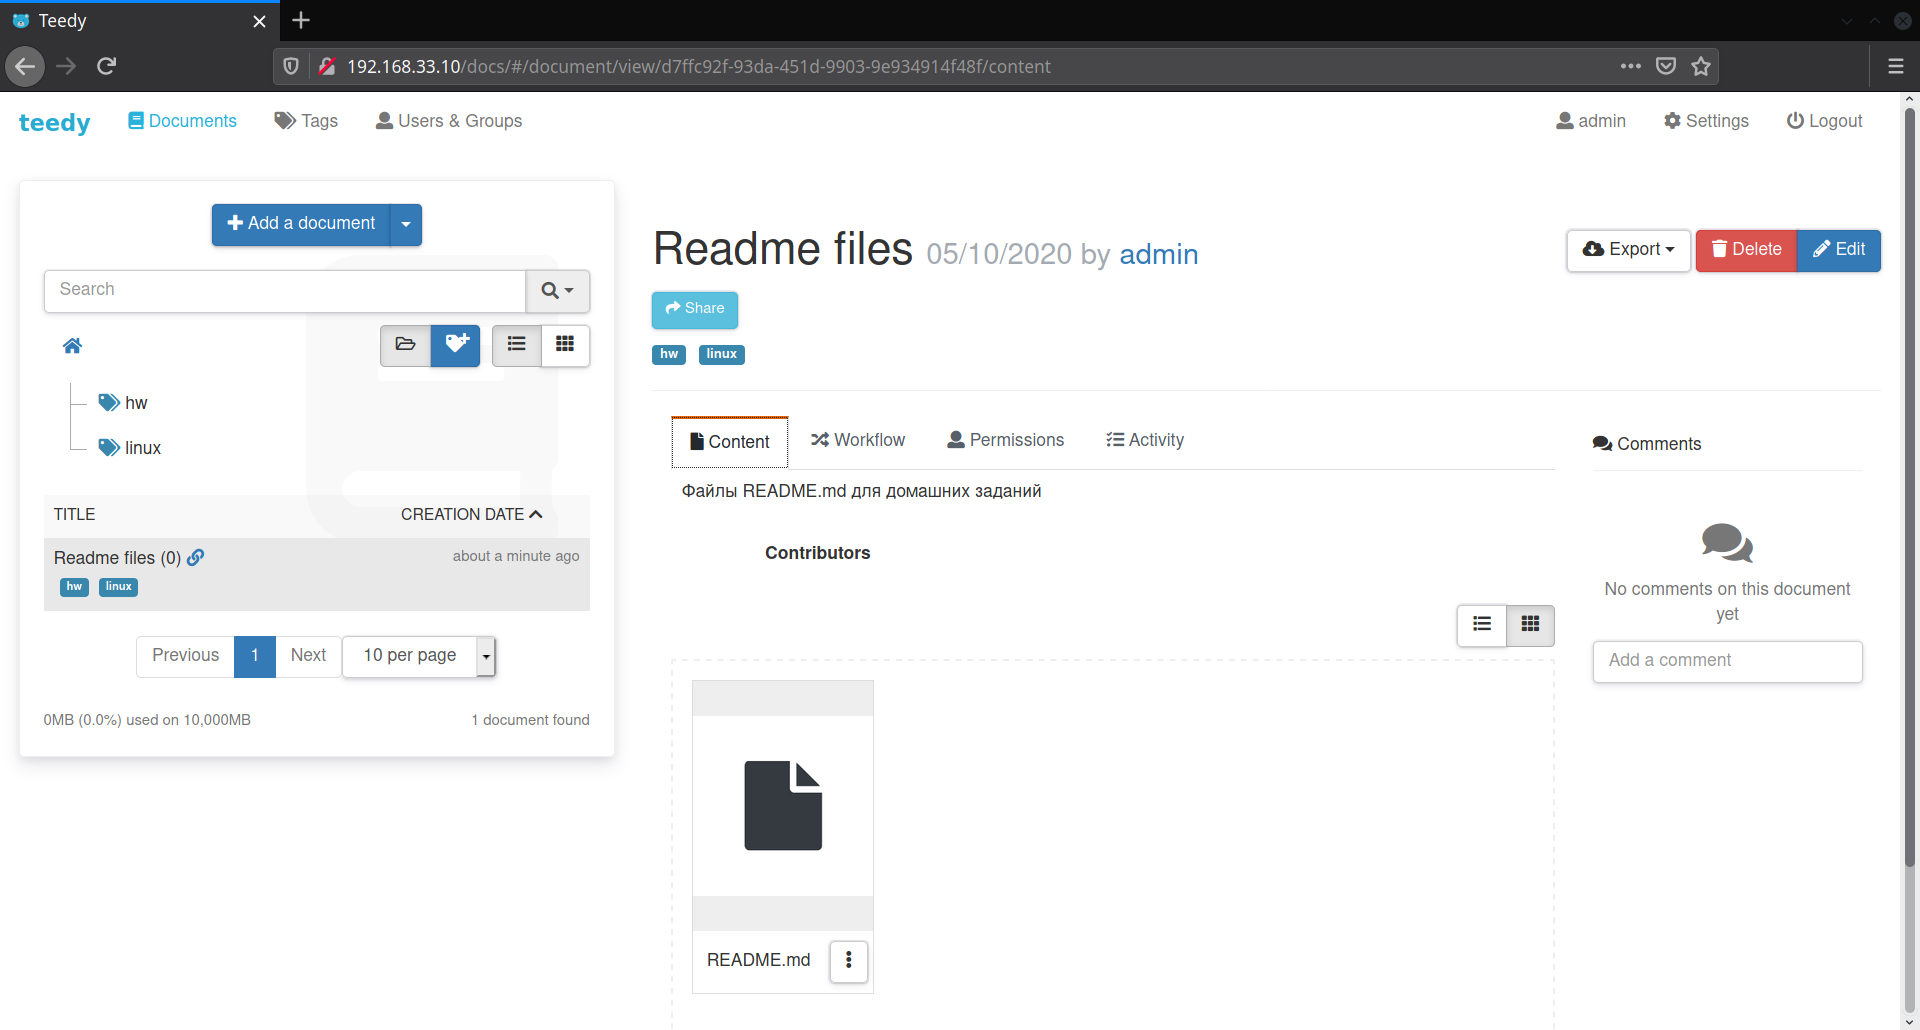 Teedy
192.168.33.10/docs/#/document/view/d7ffc92f-93da-451d-9903-9e934914f48f/content
teedy Documents Tags Users & Groups admin Settings Logout
Add a document
Search
hw
linux
TITLE CREATION DATE
Readme files (0) about a minute ago
hw linux
Previous 1 Next 10 per page
0MB (0.0%) used on 10,000MB 1 document found
Readme files 05/10/2020 by admin
Export Delete Edit
Share
hw linux
Content Workflow Permissions Activity
Файлы README.md для домашних заданий
Contributors
README.md
Comments
No comments on this document
yet
Add a comment